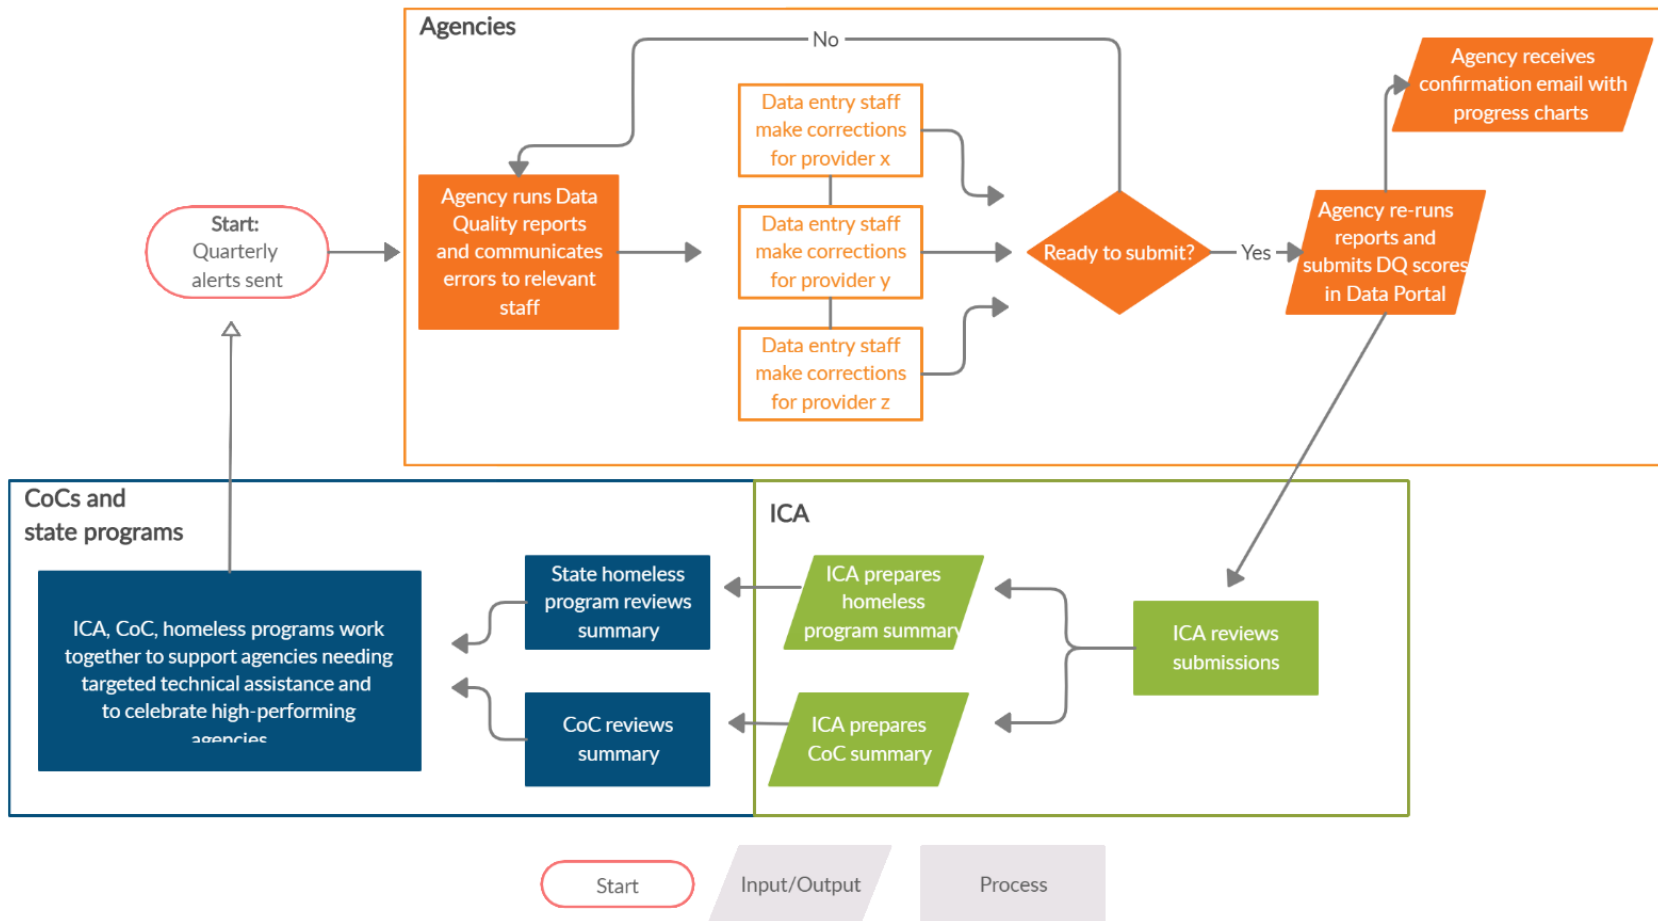 Agencies
No
Agency receives
confirmation email with
progress charts
Data entry staff
make corrections
for provider x
Agency runs Data
Quality reports
and communicates
errors to relevant
staff
Start:
Quarterly
alerts sent
Data entry staff
make corrections
for provider y
Ready to submit?
Yes
Agency re-runs
reports and
submits DQ scores
in Data Portal
Data entry staff
make corrections
for provider z
CoCs and
state programs
ICA
State homeless
program reviews
summary
ICA prepares
homeless
program summary
ICA reviews
submissions
ICA, CoC, homeless programs work
together to support agencies needing
targeted technical assistance and
to celebrate high-performing
agencies
CoC reviews
summary
ICA prepares
CoC summary
Start
Input/Output
Process